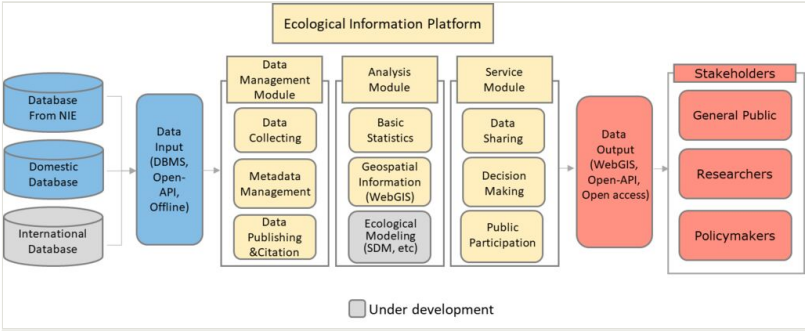 Ecological Information Platform
Database
From NIE
Domestic
Database
International
Database
Data
Input
(DBMS,
Open-
API,
Offline)
Data
Management
Module
Data
Collecting
Metadata
Management
Data
Publishing
&Citation
Analysis
Module
Basic
Statistics
Geospatial
Information
(WebGIS)
Ecological
Modeling
(SDM, etc)
Service
Module
Data
Sharing
Decision
Making
Public
Participation
Data
Output
(WebGIS,
Open-API,
Open access)
Stakeholders
General Public
Researchers
Policymakers
Under development